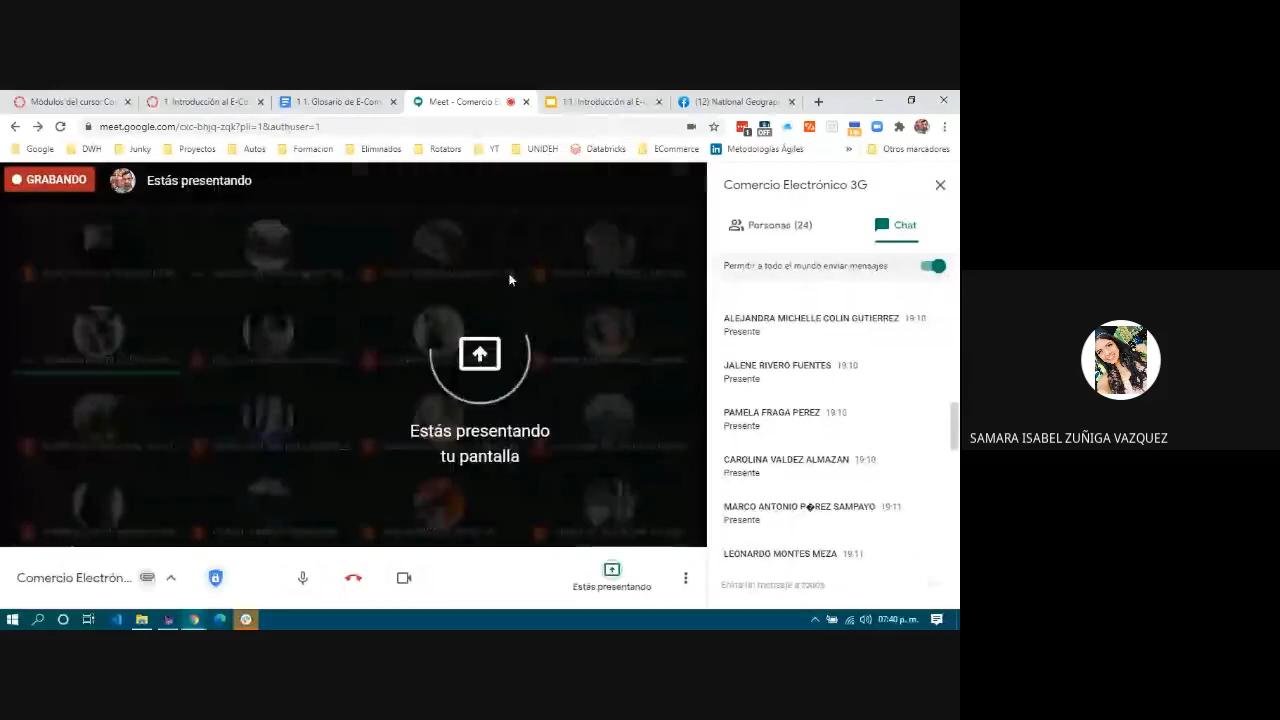 Módulos del curso: Co
1. Introducción al E-Co
1.1. Glosario de E-Com
Meet - Comercio E
1.1. Introducción al E-
(12) National Geograp
meet.google.com/cxc-bhjq-zqk?pli=1&authuser=1
Google DWH Junky Proyectos Autos Formacion Eliminados Rotators YT UNIDEH Databricks ECommerce Metodologías Ágiles » Otros marcadores
GRABANDO
Estás presentando
Comercio Electrónico 3G
Personas (24)
Chat
Permitir a todo el mundo enviar mensajes
ALEJANDRA MICHELLE COLIN GUTIERREZ 19:10
Presente
JALENE RIVERO FUENTES 19:10
Presente
PAMELA FRAGA PEREZ 19:10
Presente
CAROLINA VALDEZ ALMAZAN 19:10
Presente
MARCO ANTONIO P�REZ SAMPAYO 19:11
Presente
LEONARDO MONTES MEZA 19:11
Envía un mensaje a todos
Estás presentando
tu pantalla
Comercio Electrón...
Estás presentando
07:40 p. m.
SAMARA ISABEL ZUÑIGA VAZQUEZ